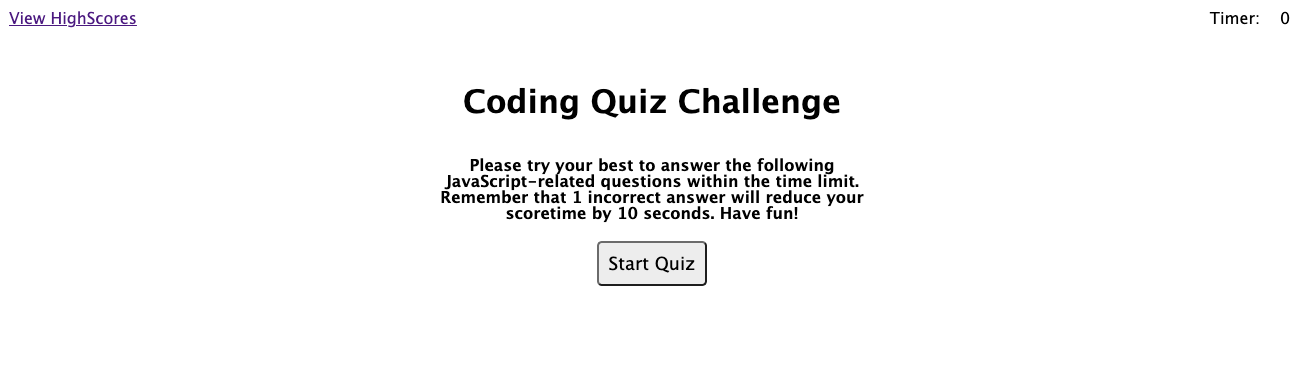 View HighScores
Timer: 0
Coding Quiz Challenge
Please try your best to answer the following
JavaScript-related questions within the time limit.
Remember that 1 incorrect answer will reduce your
scoretime by 10 seconds. Have fun!
Start Quiz